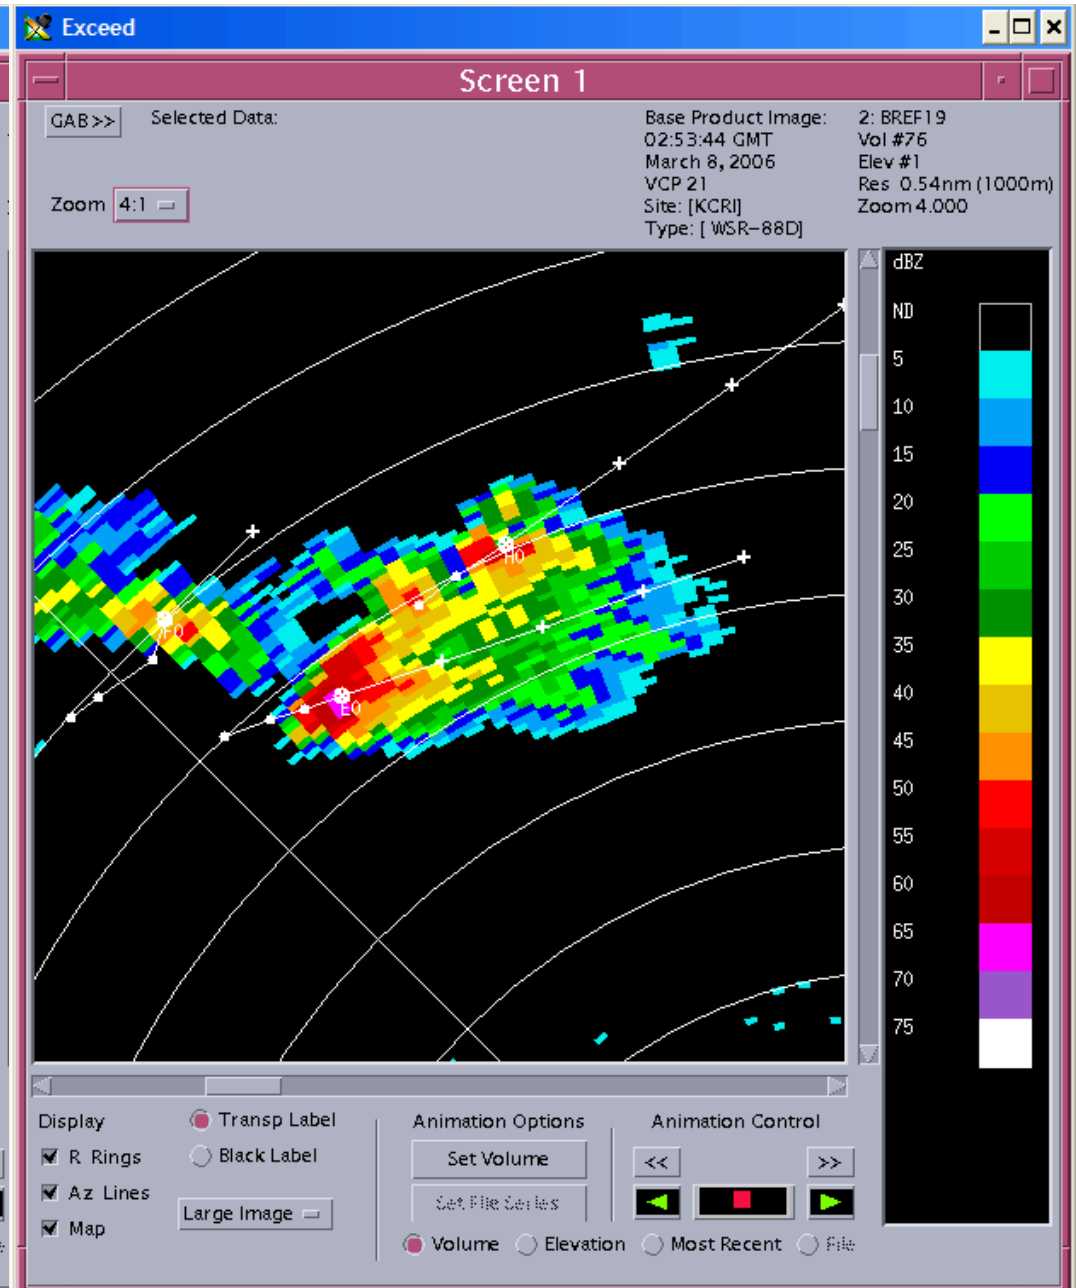 Exceed
Screen 1
GAB>>
Selected Data:
Base Product Image:
02:53:44 GMT
March 8, 2006
VCP 21
Site: [KCRI]
Type: [ WSR-88D]
2: BREF19
Vol #76
Elev #1
Res 0.54nm (1000m)
Zoom 4.000
Zoom 4:1
dBZ
ND
5
10
15
20
25
30
35
40
45
50
55
60
65
70
75
H0
F0
E0
Display
R Rings
Az Lines
Map
Transp Label
Black Label
Large Image
Animation Options
Set Volume
Set File Series
Animation Control
<<
>>
Volume
Elevation
Most Recent
File